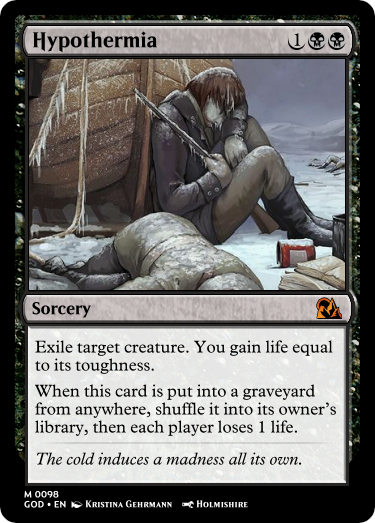 Hypothermia 1
Sorcery
Exile target creature. You gain life equal
to its toughness.
When this card is put into a graveyard
from anywhere, shuffle it into its owner's
library, then each player loses 1 life.
The cold induces a madness all its own.
M 0098
GOD • EN Kristina Gehrmann Holmishire